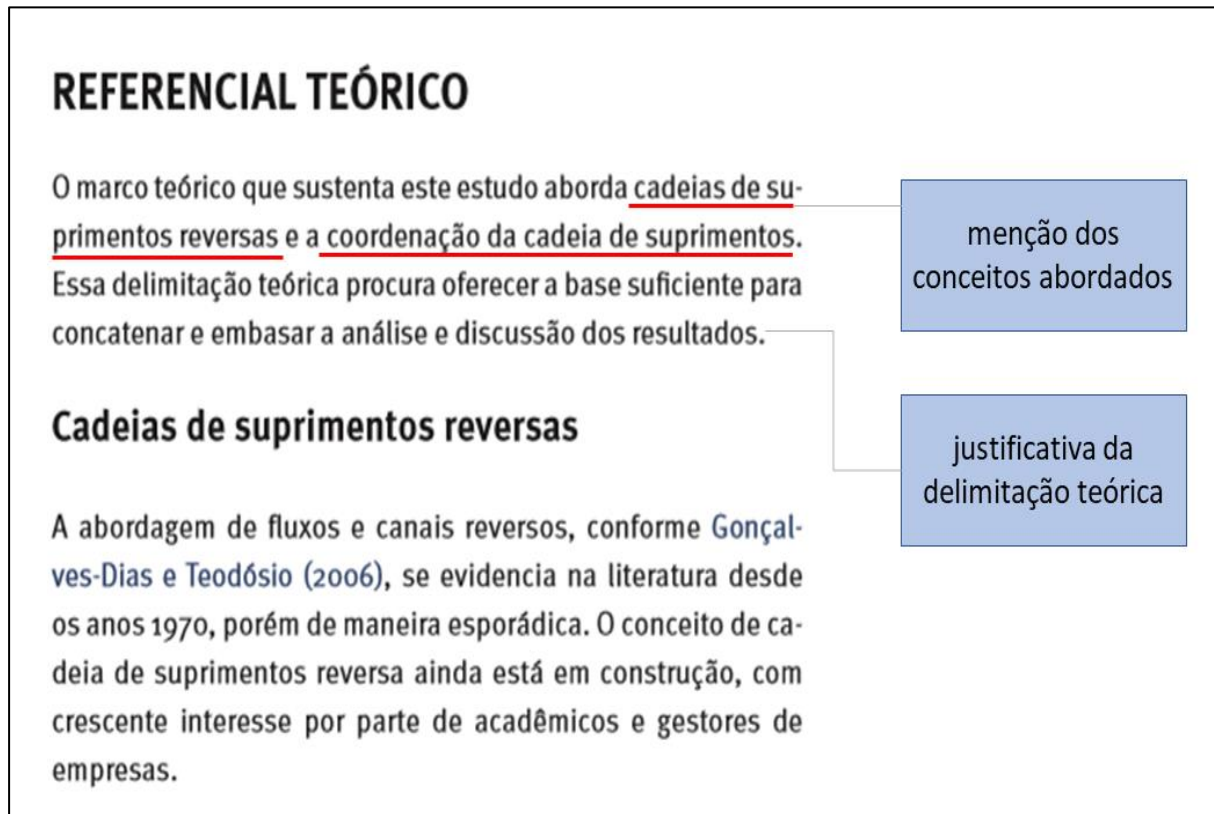 REFERENCIAL TEÓRICO
O marco teórico que sustenta este estudo aborda cadeias de su-
primentos reversas e a coordenação da cadeia de suprimentos.
Essa delimitação teórica procura oferecer a base suficiente para
concatenar e embasar a análise e discussão dos resultados.
menção dos
conceitos abordados
justificativa da
delimitação teórica
Cadeias de suprimentos reversas
A abordagem de fluxos e canais reversos, conforme Gonçal-
ves-Dias e Teodósio (2006), se evidencia na literatura desde
os anos 1970, porém de maneira esporádica. O conceito de ca-
deia de suprimentos reversa ainda está em construção, com
crescente interesse por parte de acadêmicos e gestores de
empresas.